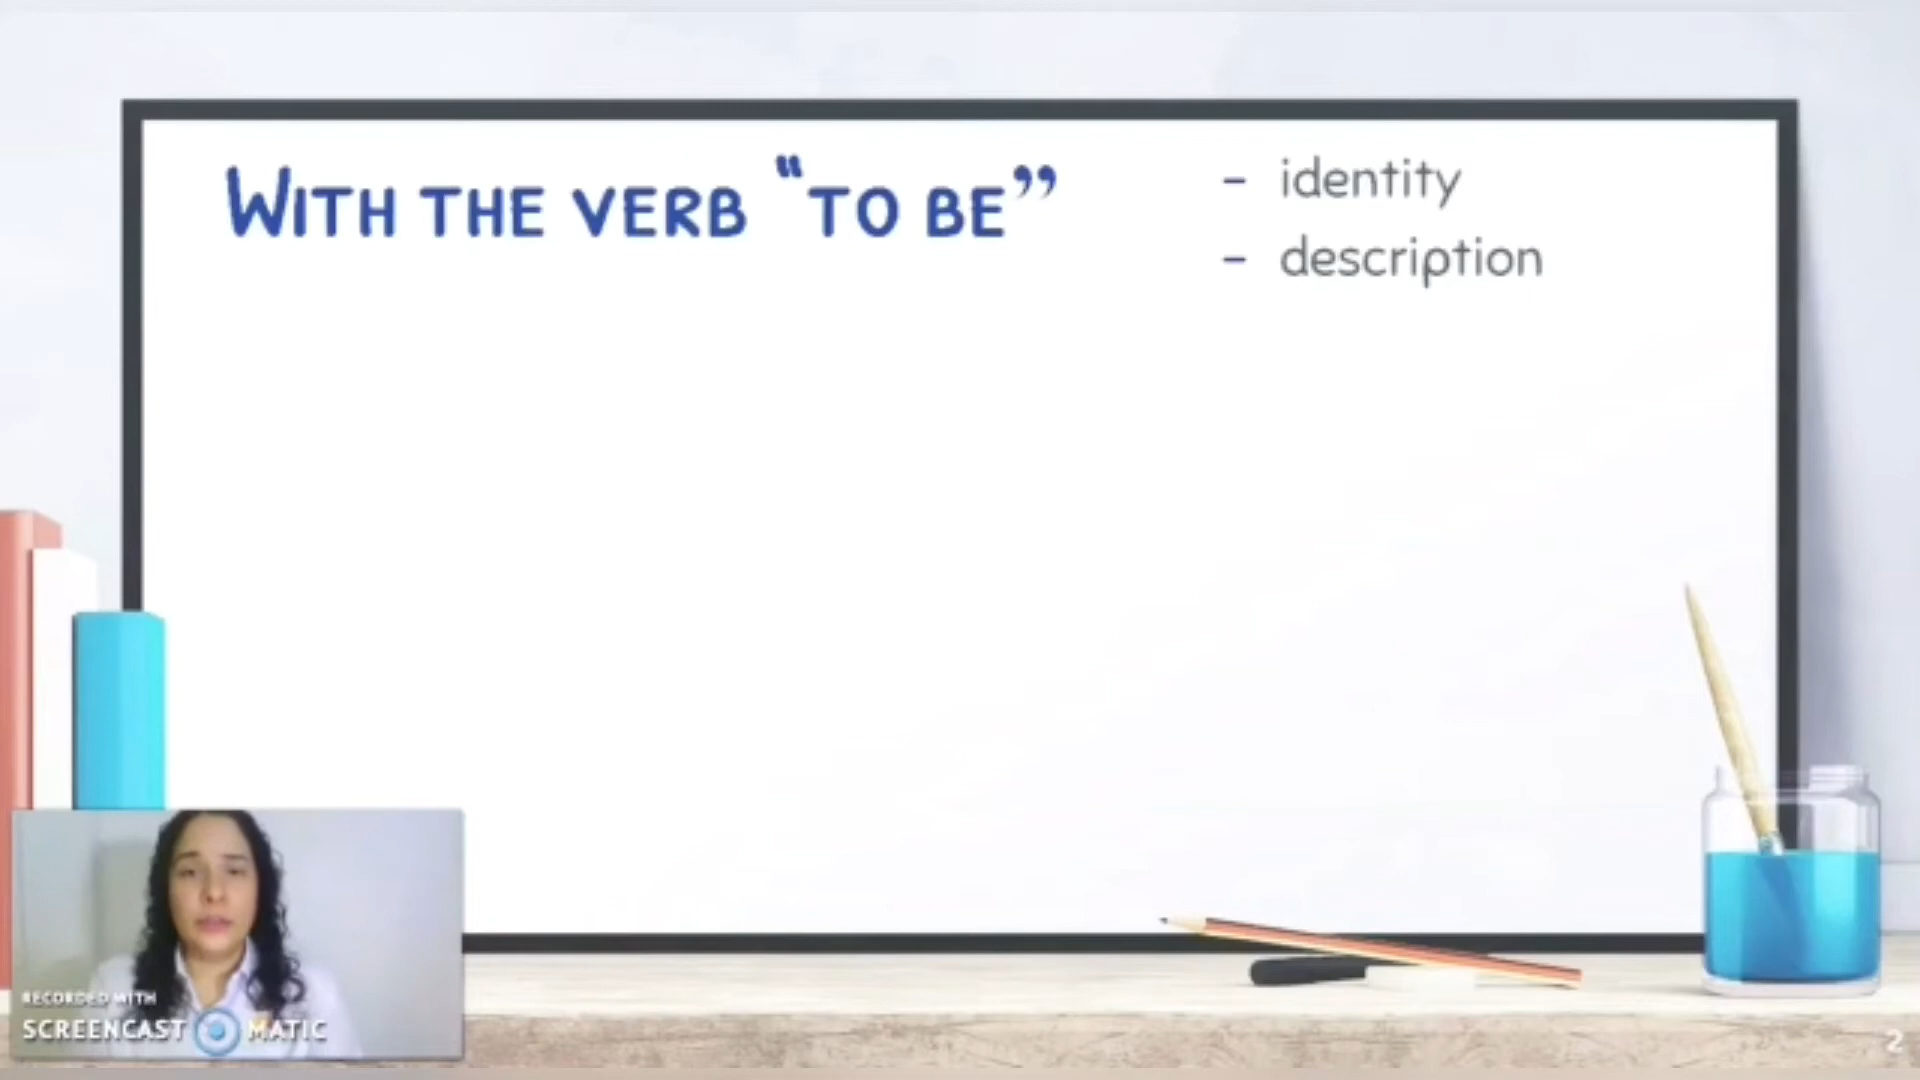 WITH THE VERB “TO BE”
- identity
- description
RECORDED WITH
SCREENCAST MATIC
2